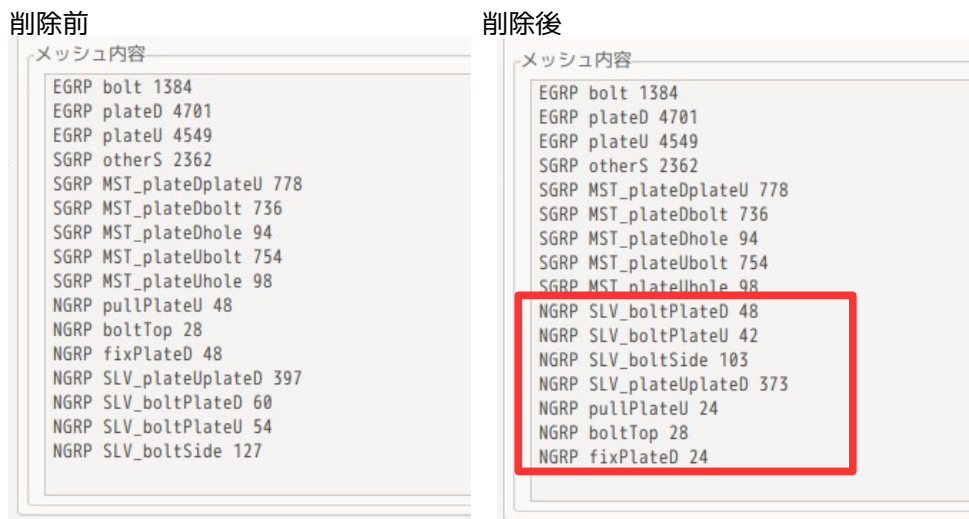 削除前
メッシュ内容
EGRP bolt 1384
EGRP plateD 4701
EGRP plateU 4549
SGRP otherS 2362
SGRP MST_plateDplateU 778
SGRP MST_plateDbolt 736
SGRP MST_plateDhole 94
SGRP MST_plateUbolt 754
SGRP MST_plateUhole 98
NGRP pullPlateU 48
NGRP boltTop 28
NGRP fixPlateD 48
NGRP SLV_plateUplateD 397
NGRP SLV_boltPlateD 60
NGRP SLV_boltPlateU 54
NGRP SLV_boltSide 127
削除後
メッシュ内容
EGRP bolt 1384
EGRP plateD 4701
EGRP plateU 4549
SGRP otherS 2362
SGRP MST_plateDplateU 778
SGRP MST_plateDbolt 736
SGRP MST_plateDhole 94
SGRP MST_plateUbolt 754
SGRP MST_plateUhole 98
NGRP SLV_boltPlateD 48
NGRP SLV_boltPlateU 42
NGRP SLV_boltSide 103
NGRP SLV_plateUplateD 373
NGRP pullPlateU 24
NGRP boltTop 28
NGRP fixPlateD 24